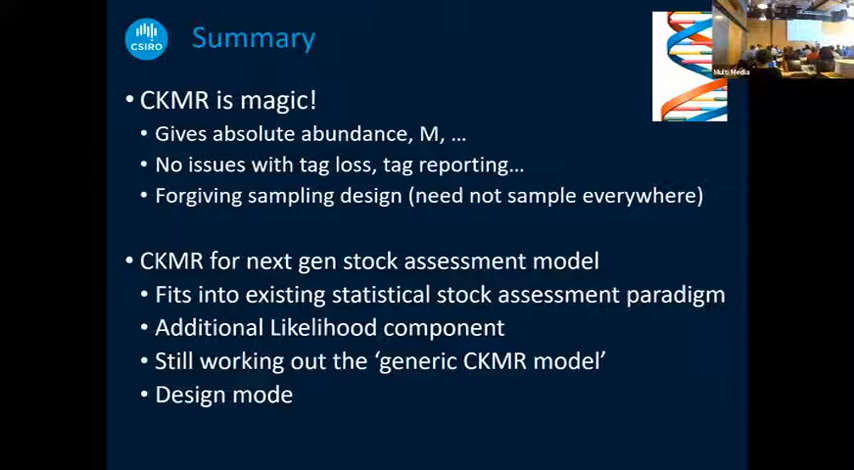 CSIRO
Summary
Multi Media
• CKMR is magic!
• Gives absolute abundance, M, …
• No issues with tag loss, tag reporting…
• Forgiving sampling design (need not sample everywhere)
• CKMR for next gen stock assessment model
• Fits into existing statistical stock assessment paradigm
• Additional Likelihood component
• Still working out the ‘generic CKMR model’
• Design mode